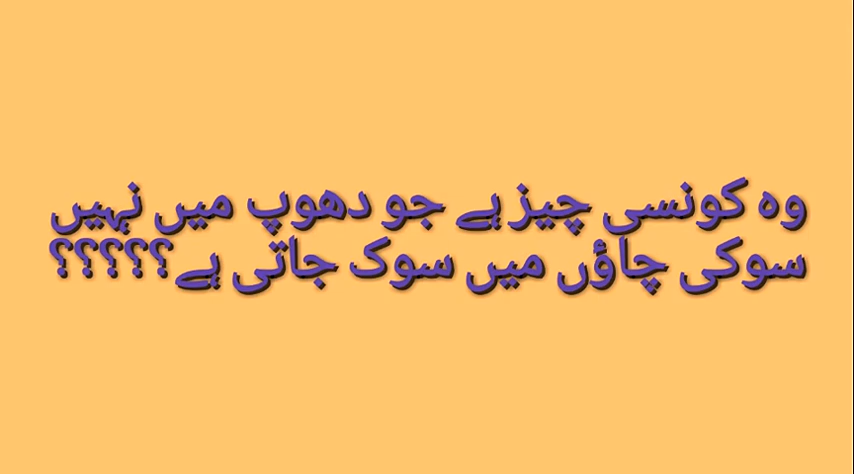 وہ کونسی چیز ہے جو دھوپ میں نہیں
سوکی چاؤں میں سوک جاتی ہے؟؟؟؟؟